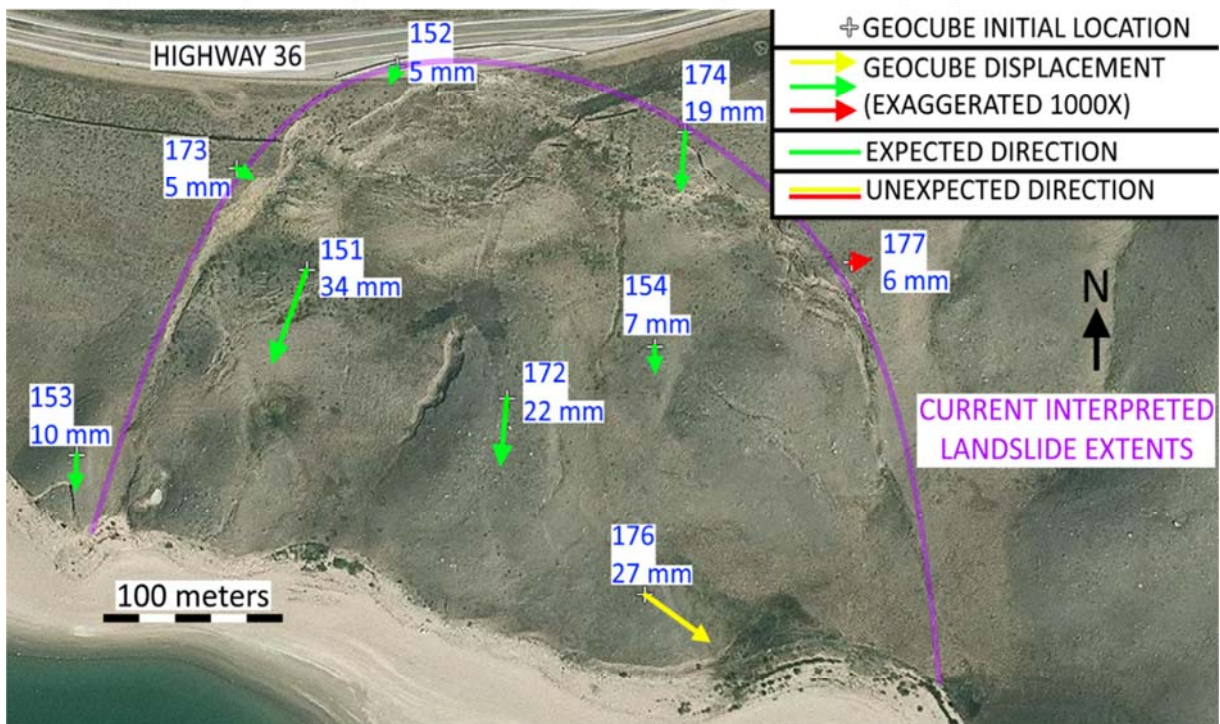 HIGHWAY 36
152
5 mm
174
19 mm
173
5 mm
151
34 mm
154
7 mm
177
6 mm
153
10 mm
172
22 mm
176
27 mm
100 meters
GEOCUBE INITIAL LOCATION
GEOCUBE DISPLACEMENT
(EXAGGERATED 1000X)
EXPECTED DIRECTION
UNEXPECTED DIRECTION
N
CURRENT INTERPRETED
LANDSLIDE EXTENTS